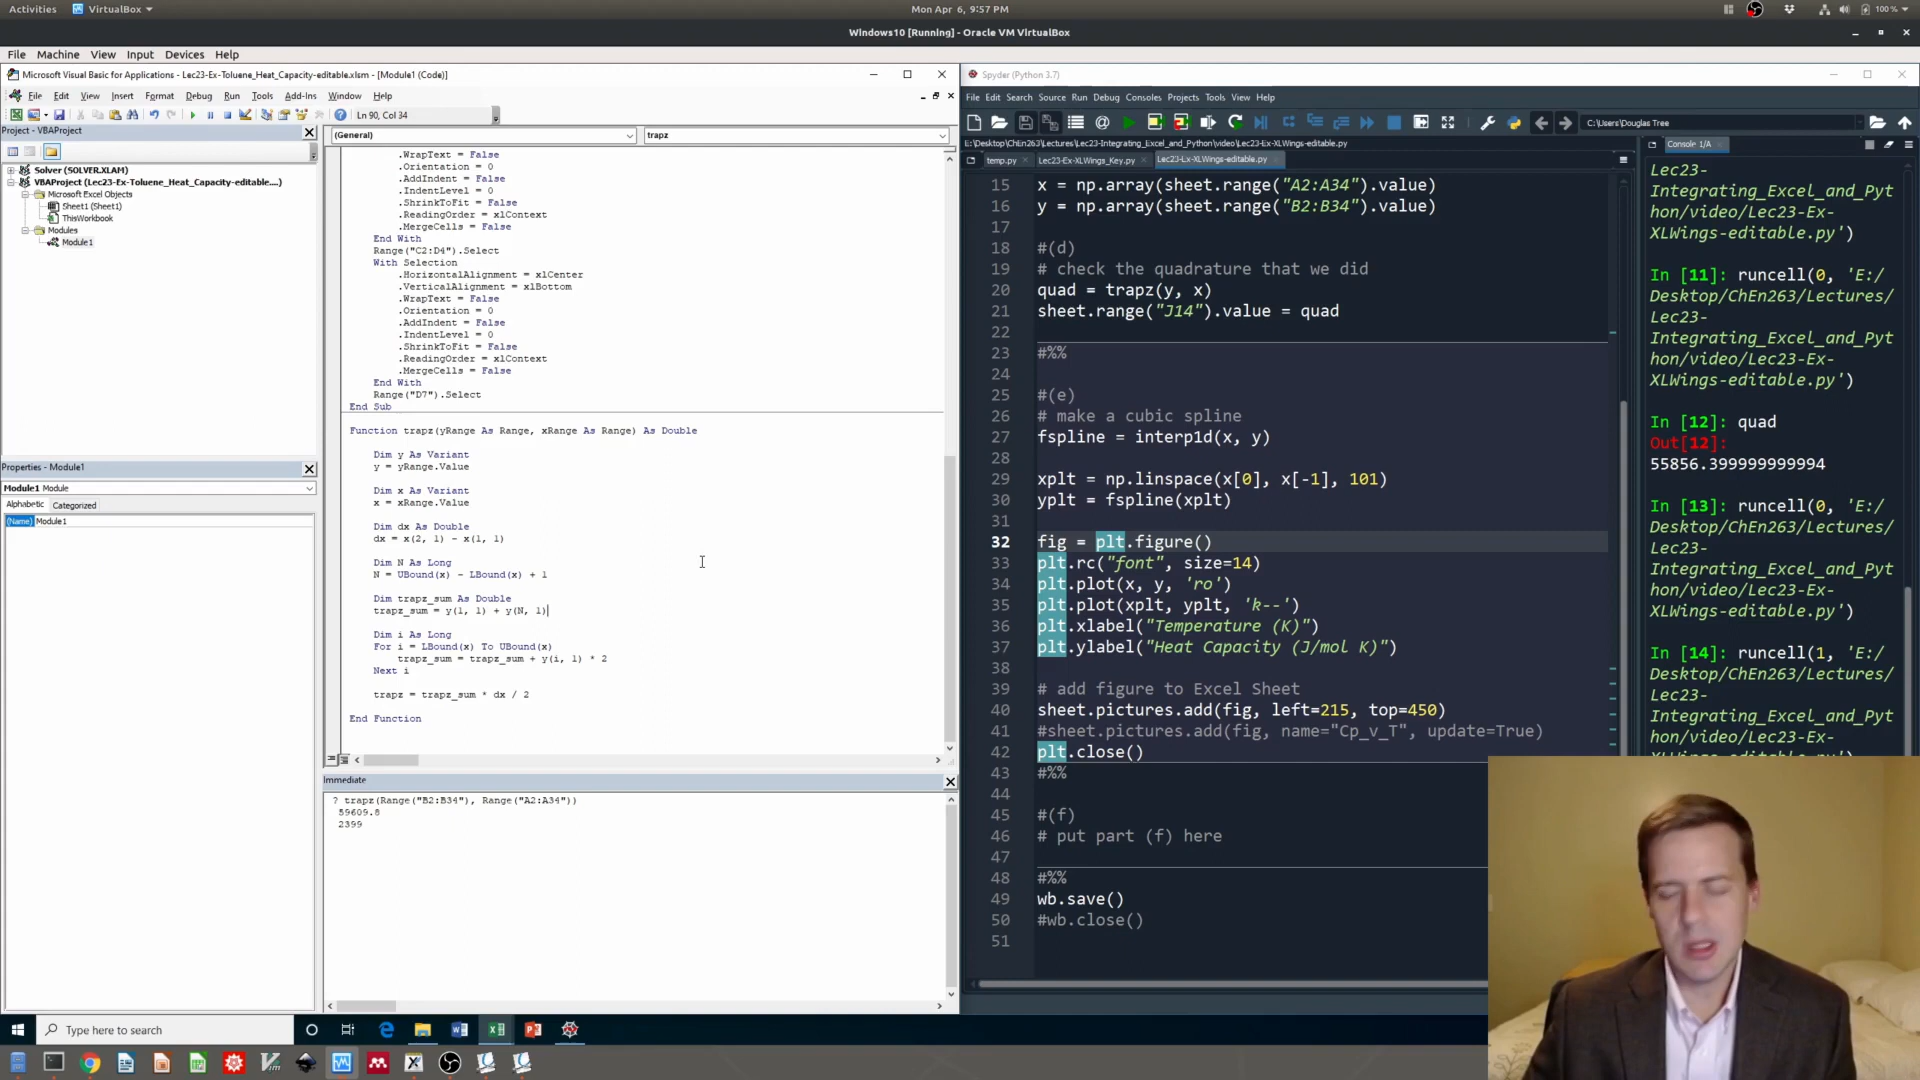 Activities
VirtualBox
Mon Apr 6, 9:57 PM
100 %
Windows10 [Running] - Oracle VM VirtualBox
File Machine View Input Devices Help
Microsoft Visual Basic for Applications - Lec23-Ex-Toluene_Heat_Capacity-editable.xlsm - [Module1 (Code)]
File Edit View Insert Format Debug Run Tools Add-Ins Window Help
Ln 90, Col 34
Project - VBAProject
Solver (SOLVER.XLAM)
VBAProject (Lec23-Ex-Toluene_Heat_Capacity-editable....)
Microsoft Excel Objects
Sheet1 (Sheet1)
ThisWorkbook
Modules
Module1
Properties - Module1
Module1 Module
Alphabetic Categorized
(Name) Module1
(General)
trapz
.WrapText = False
.Orientation = 0
.AddIndent = False
.IndentLevel = 0
.ShrinkToFit = False
.ReadingOrder = xlContext
.MergeCells = False
End With
Range("C2:D4").Select
With Selection
.HorizontalAlignment = xlCenter
.VerticalAlignment = xlBottom
.WrapText = False
.Orientation = 0
.AddIndent = False
.IndentLevel = 0
.ShrinkToFit = False
.ReadingOrder = xlContext
.MergeCells = False
End With
Range("D7").Select
End Sub
Function trapz(yRange As Range, xRange As Range) As Double
Dim y As Variant
y = yRange.Value
Dim x As Variant
x = xRange.Value
Dim dx As Double
dx = x(2, 1) - x(1, 1)
Dim N As Long
N = UBound(x) - LBound(x) + 1
Dim trapz_sum As Double
trapz_sum = y(1, 1) + y(N, 1)
Dim i As Long
For i = LBound(x) To UBound(x)
trapz_sum = trapz_sum + y(i, 1) * 2
Next i
trapz = trapz_sum * dx / 2
End Function
Immediate
? trapz(Range("B2:B34"), Range("A2:A34"))
59609.8
2399
Spyder (Python 3.7)
File Edit Search Source Run Debug Consoles Projects Tools View Help
C:\Users\Douglas Tree
E:\Desktop\ChEn263\Lectures\Lec23-Integrating_Excel_and_Python\video\Lec23-Ex-XLWings-editable.py
temp.py
Lec23-Ex-XLWings_Key.py
Lec23-Ex-XLWings-editable.py
15 x = np.array(sheet.range("A2:A34").value)
16 y = np.array(sheet.range("B2:B34").value)
17
18 #(d)
19 # check the quadrature that we did
20 quad = trapz(y, x)
21 sheet.range("J14").value = quad
22
23 #%%
24
25 #(e)
26 # make a cubic spline
27 fspline = interp1d(x, y)
28
29 xplt = np.linspace(x[0], x[-1], 101)
30 yplt = fspline(xplt)
31
32 fig = plt.figure()
33 plt.rc("font", size=14)
34 plt.plot(x, y, 'ro')
35 plt.plot(xplt, yplt, 'k--')
36 plt.xlabel("Temperature (K)")
37 plt.ylabel("Heat Capacity (J/mol K)")
38
39 # add figure to Excel Sheet
40 sheet.pictures.add(fig, left=215, top=450)
41 #sheet.pictures.add(fig, name="Cp_v_T", update=True)
42 plt.close()
43 #%%
44
45 #(f)
46 # put part (f) here
47
48 #%%
49 wb.save()
50 #wb.close()
51
Console 1/A
Lec23-
Integrating_Excel_and_Pyt
hon/video/Lec23-Ex-
XLWings-editable.py')
In [11]: runcell(0, 'E:/
Desktop/ChEn263/Lectures/
Lec23-
Integrating_Excel_and_Pyt
hon/video/Lec23-Ex-
XLWings-editable.py')
In [12]: quad
Out[12]:
55856.399999999994
In [13]: runcell(0, 'E:/
Desktop/ChEn263/Lectures/
Lec23-
Integrating_Excel_and_Pyt
hon/video/Lec23-Ex-
XLWings-editable.py')
In [14]: runcell(1, 'E:/
Desktop/ChEn263/Lectures/
Lec23-
Integrating_Excel_and_Pyt
hon/video/Lec23-Ex-
Type here to search